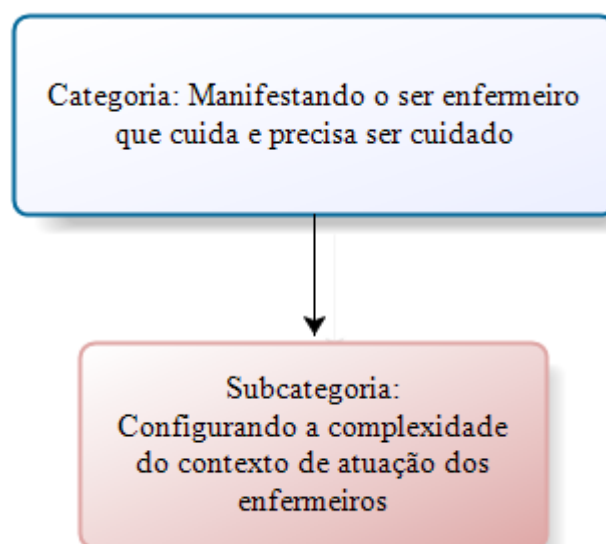 Categoria: Manifestando o ser enfermeiro
que cuida e precisa ser cuidado
Subcategoria:
Configurando a complexidade
do contexto de atuação dos
enfermeiros